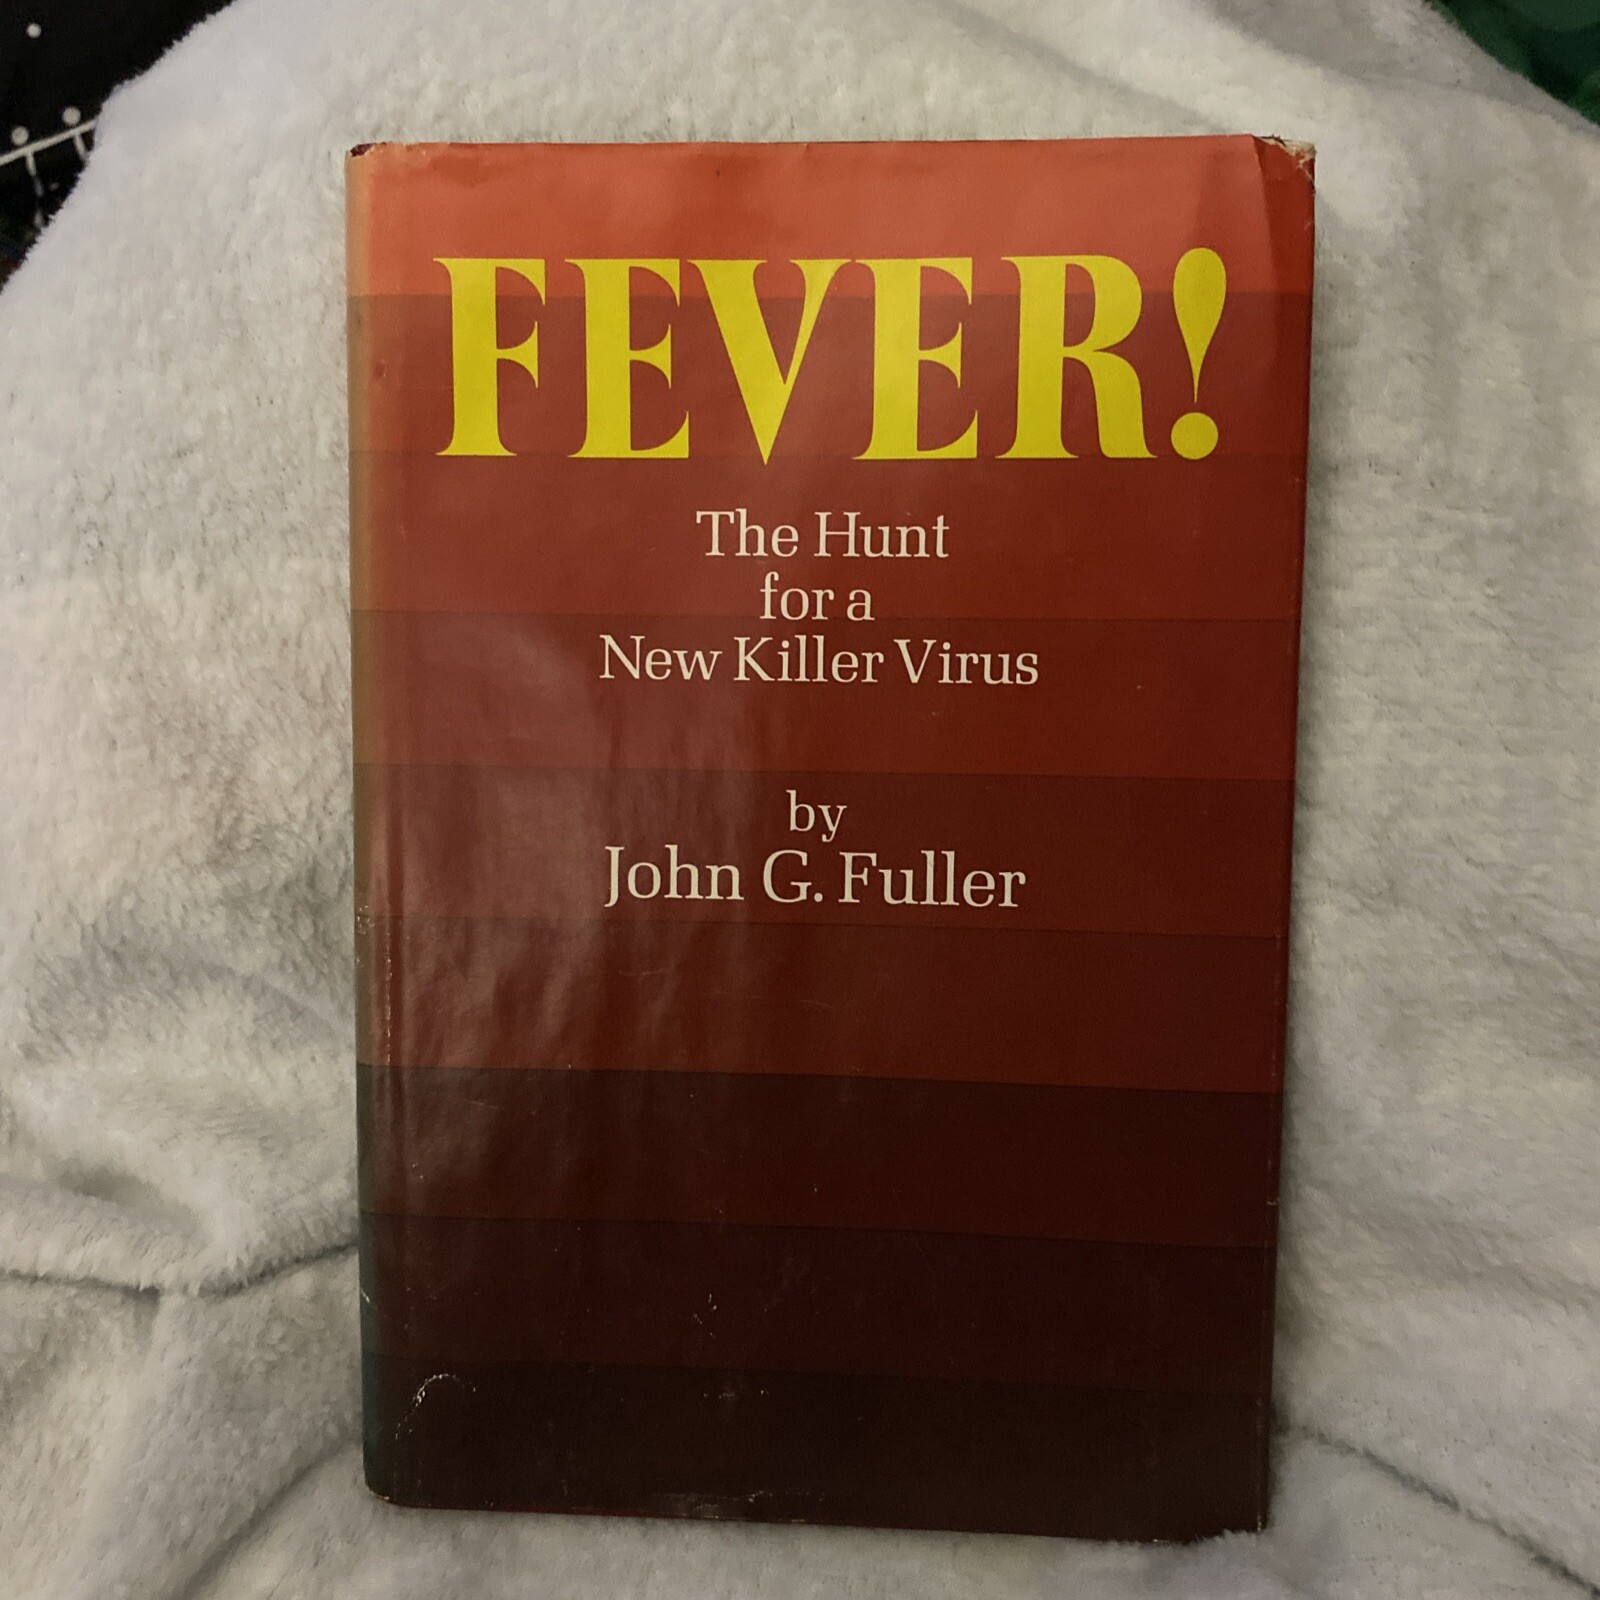 FEVER!
The Hunt
for a
New Killer Virus
by
John G. Fuller